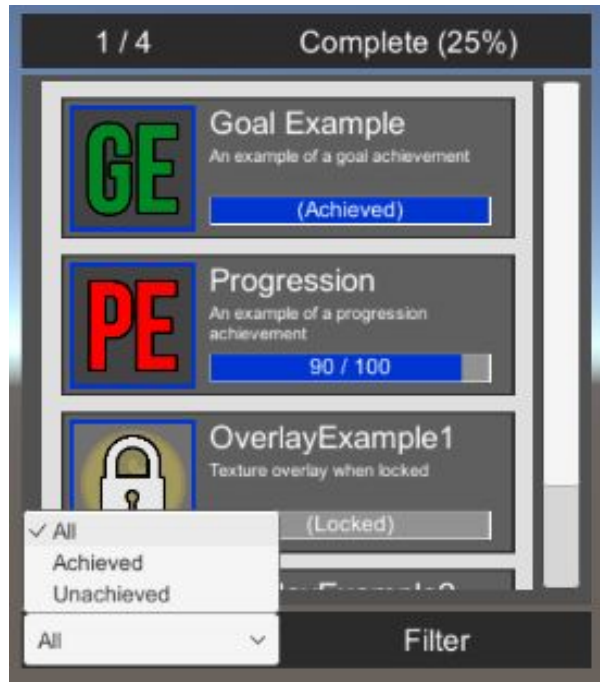 1 / 4 Complete (25%)
GE
Goal Example
An example of a goal achievement
(Achieved)
PE
Progression
An example of a progression
achievement
90 / 100
OverlayExample1
Texture overlay when locked
(Locked)
All
Achieved
Unachieved
All
Filter